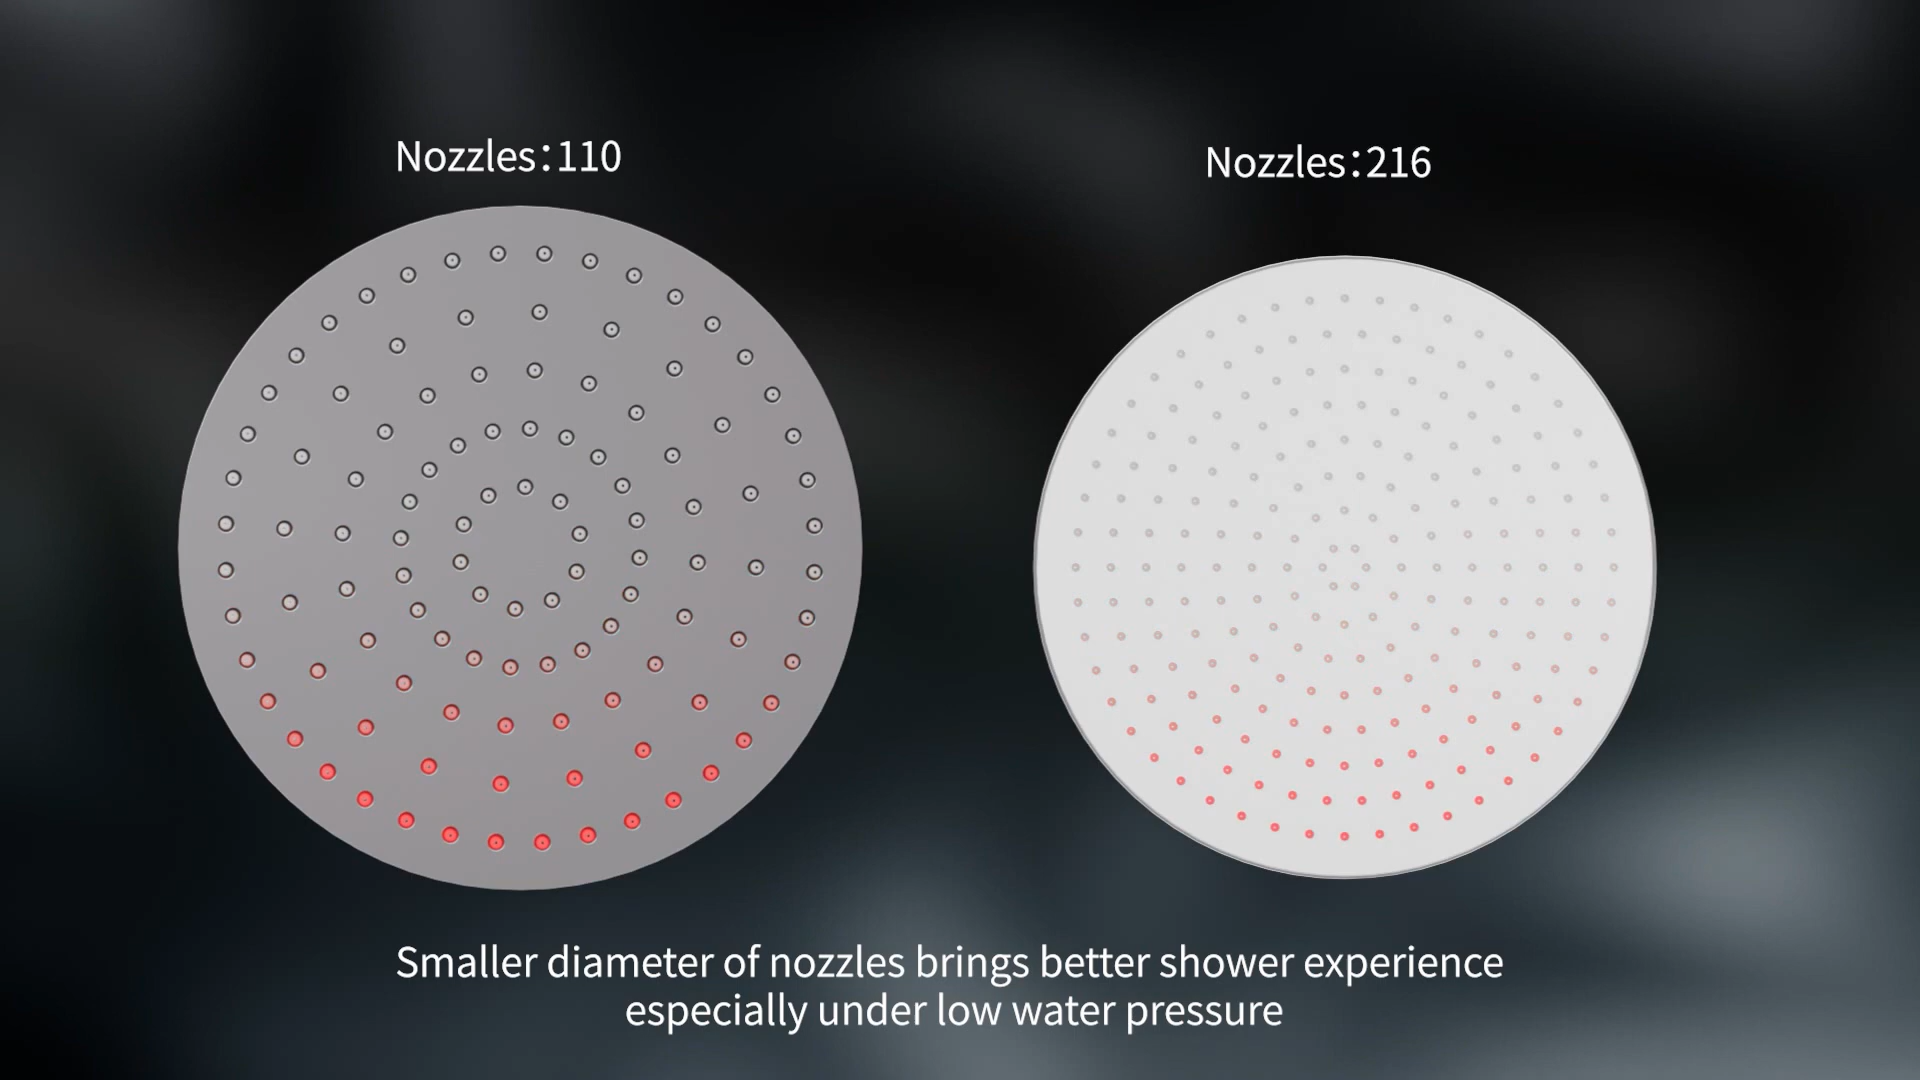 Nozzles：110
Nozzles：216
Smaller diameter of nozzles brings better shower experience
especially under low water pressure